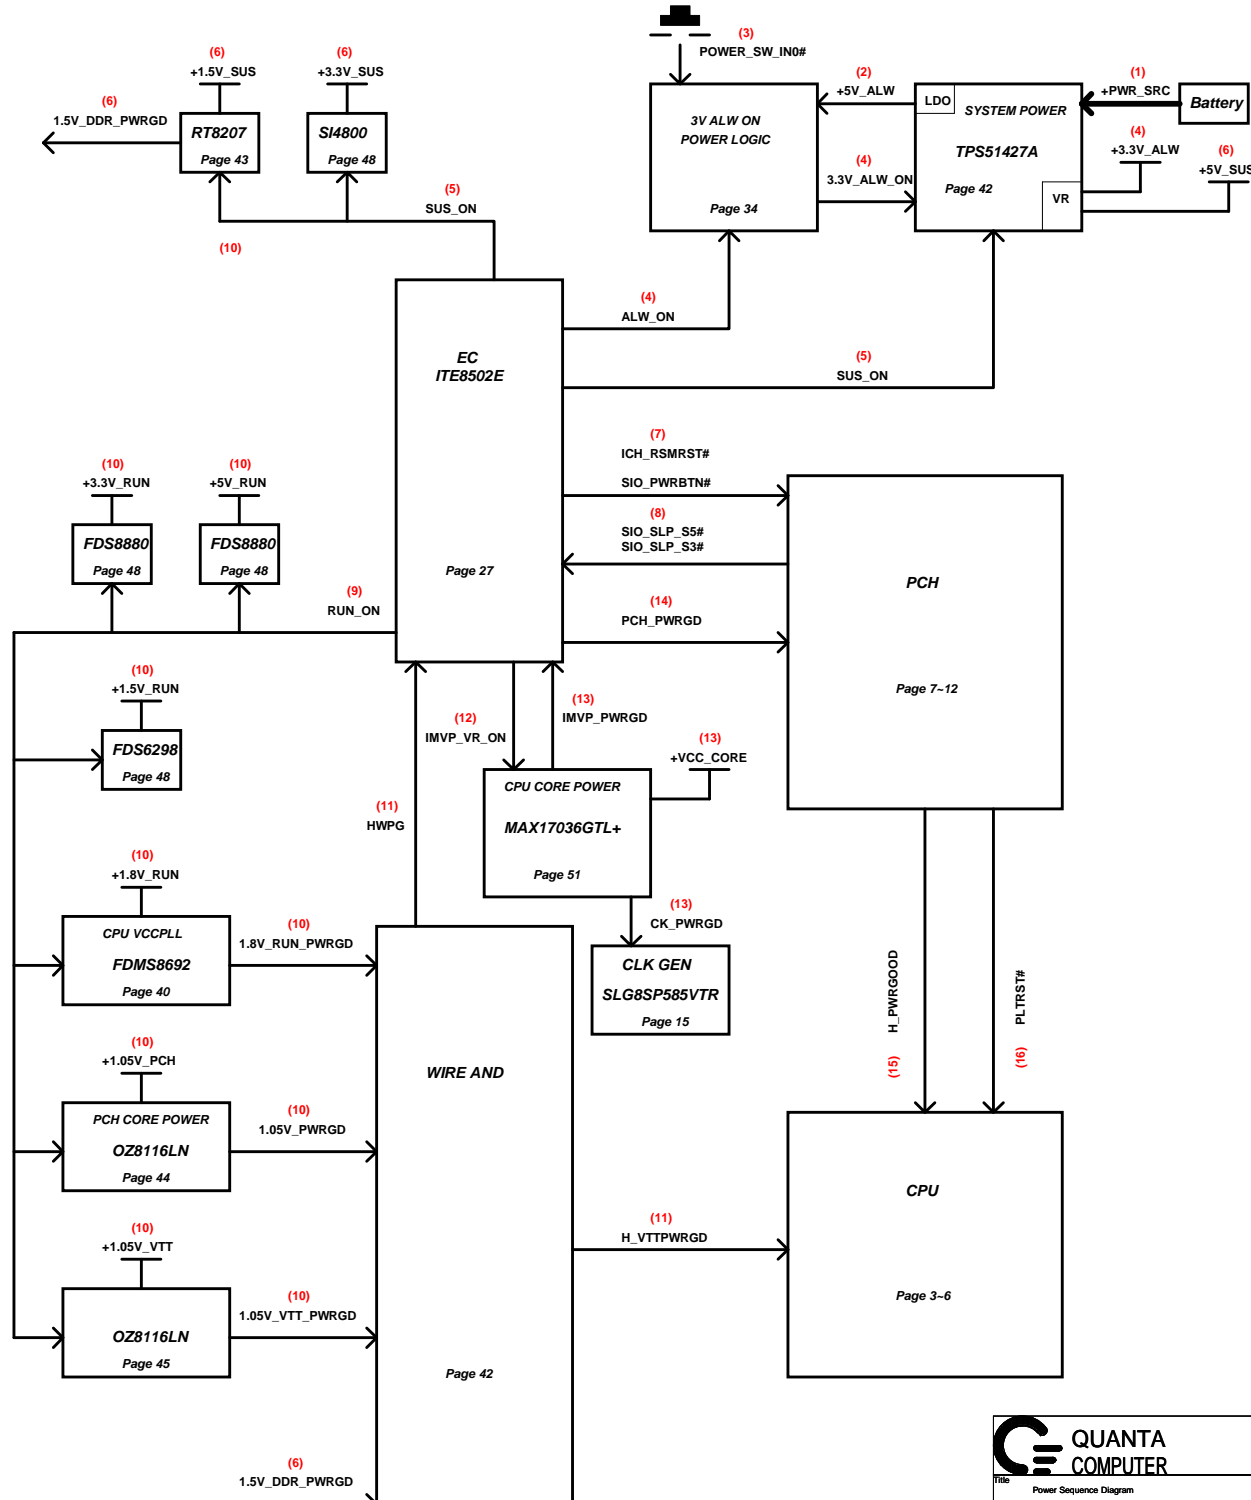 (3)
POWER_SW_IN0#
(6)
+1.5V_SUS
(6)
+3.3V_SUS
(6)
1.5V_DDR_PWRGD
RT8207
Page 43
SI4800
Page 48
(5)
SUS_ON
(10)
3V ALW ON
POWER LOGIC
Page 34
(2)
+5V_ALW
(4)
3.3V_ALW_ON
LDO
SYSTEM POWER
TPS51427A
Page 42
VR
(1)
+PWR_SRC
Battery
(4)
+3.3V_ALW
(6)
+5V_SUS
EC
ITE8502E
Page 27
(4)
ALW_ON
(5)
SUS_ON
(7)
ICH_RSMRST#
SIO_PWRBTN#
(8)
SIO_SLP_S5#
SIO_SLP_S3#
(14)
PCH_PWRGD
PCH
Page 7~12
(10)
+3.3V_RUN
FDS8880
Page 48
(10)
+5V_RUN
FDS8880
Page 48
(9)
RUN_ON
(10)
+1.5V_RUN
FDS6298
Page 48
(12)
IMVP_VR_ON
(13)
IMVP_PWRGD
(13)
+VCC_CORE
CPU CORE POWER
MAX17036GTL+
Page 51
(11)
HWPG
(13)
CK_PWRGD
CLK GEN
SLG8SP585VTR
Page 15
(10)
+1.8V_RUN
CPU VCCPLL
FDMS8692
Page 40
(10)
1.8V_RUN_PWRGD
(10)
+1.05V_PCH
PCH CORE POWER
OZ8116LN
Page 44
(10)
1.05V_PWRGD
(10)
+1.05V_VTT
OZ8116LN
Page 45
(10)
1.05V_VTT_PWRGD
(6)
1.5V_DDR_PWRGD
WIRE AND
Page 42
(11)
H_VTTPWRGD
(15)
H_PWRGOOD
(16)
PLTRST#
CPU
Page 3~6
QUANTA
COMPUTER
Title
Power Sequence Diagram